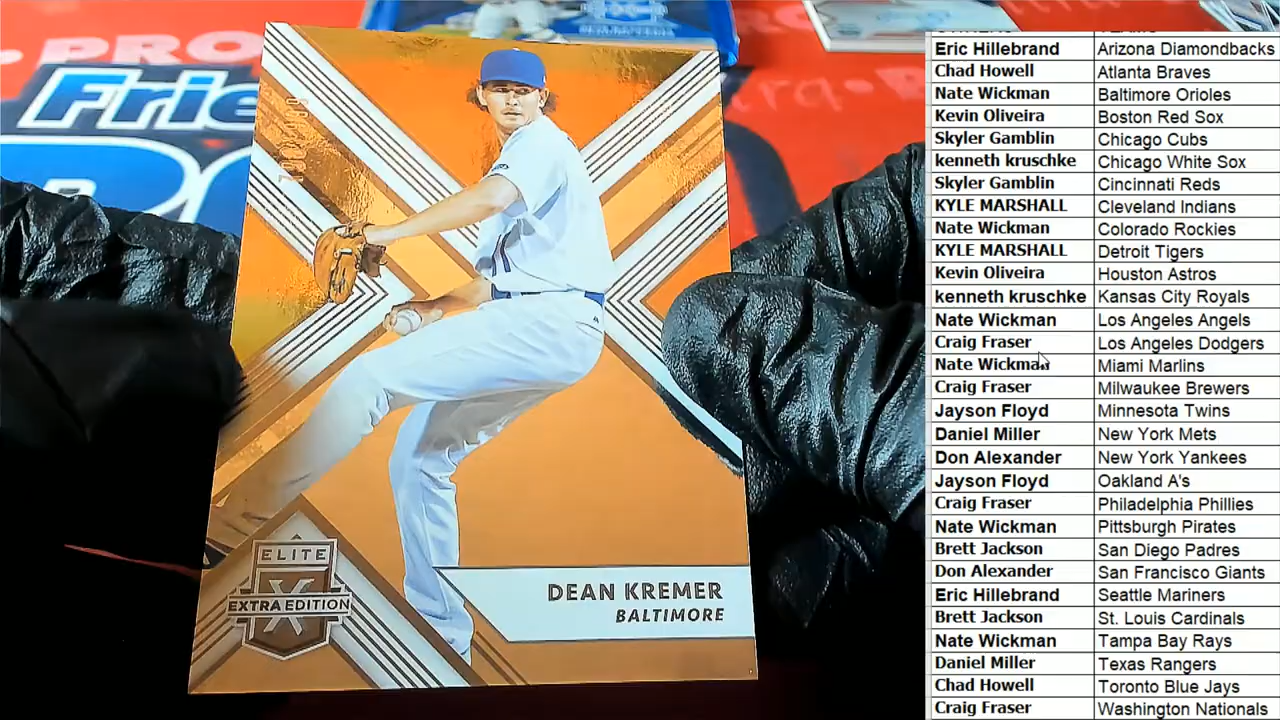 PRO
Frie
ELITE
X
EXTRA EDITION
DEAN KREMER
BALTIMORE
Eric Hillebrand Arizona Diamondbacks
Chad Howell Atlanta Braves
Nate Wickman Baltimore Orioles
Kevin Oliveira Boston Red Sox
Skyler Gamblin Chicago Cubs
kenneth kruschke Chicago White Sox
Skyler Gamblin Cincinnati Reds
KYLE MARSHALL Cleveland Indians
Nate Wickman Colorado Rockies
KYLE MARSHALL Detroit Tigers
Kevin Oliveira Houston Astros
kenneth kruschke Kansas City Royals
Nate Wickman Los Angeles Angels
Craig Fraser Los Angeles Dodgers
Nate Wickman Miami Marlins
Craig Fraser Milwaukee Brewers
Jayson Floyd Minnesota Twins
Daniel Miller New York Mets
Don Alexander New York Yankees
Jayson Floyd Oakland A's
Craig Fraser Philadelphia Phillies
Nate Wickman Pittsburgh Pirates
Brett Jackson San Diego Padres
Don Alexander San Francisco Giants
Eric Hillebrand Seattle Mariners
Brett Jackson St. Louis Cardinals
Nate Wickman Tampa Bay Rays
Daniel Miller Texas Rangers
Chad Howell Toronto Blue Jays
Craig Fraser Washington Nationals